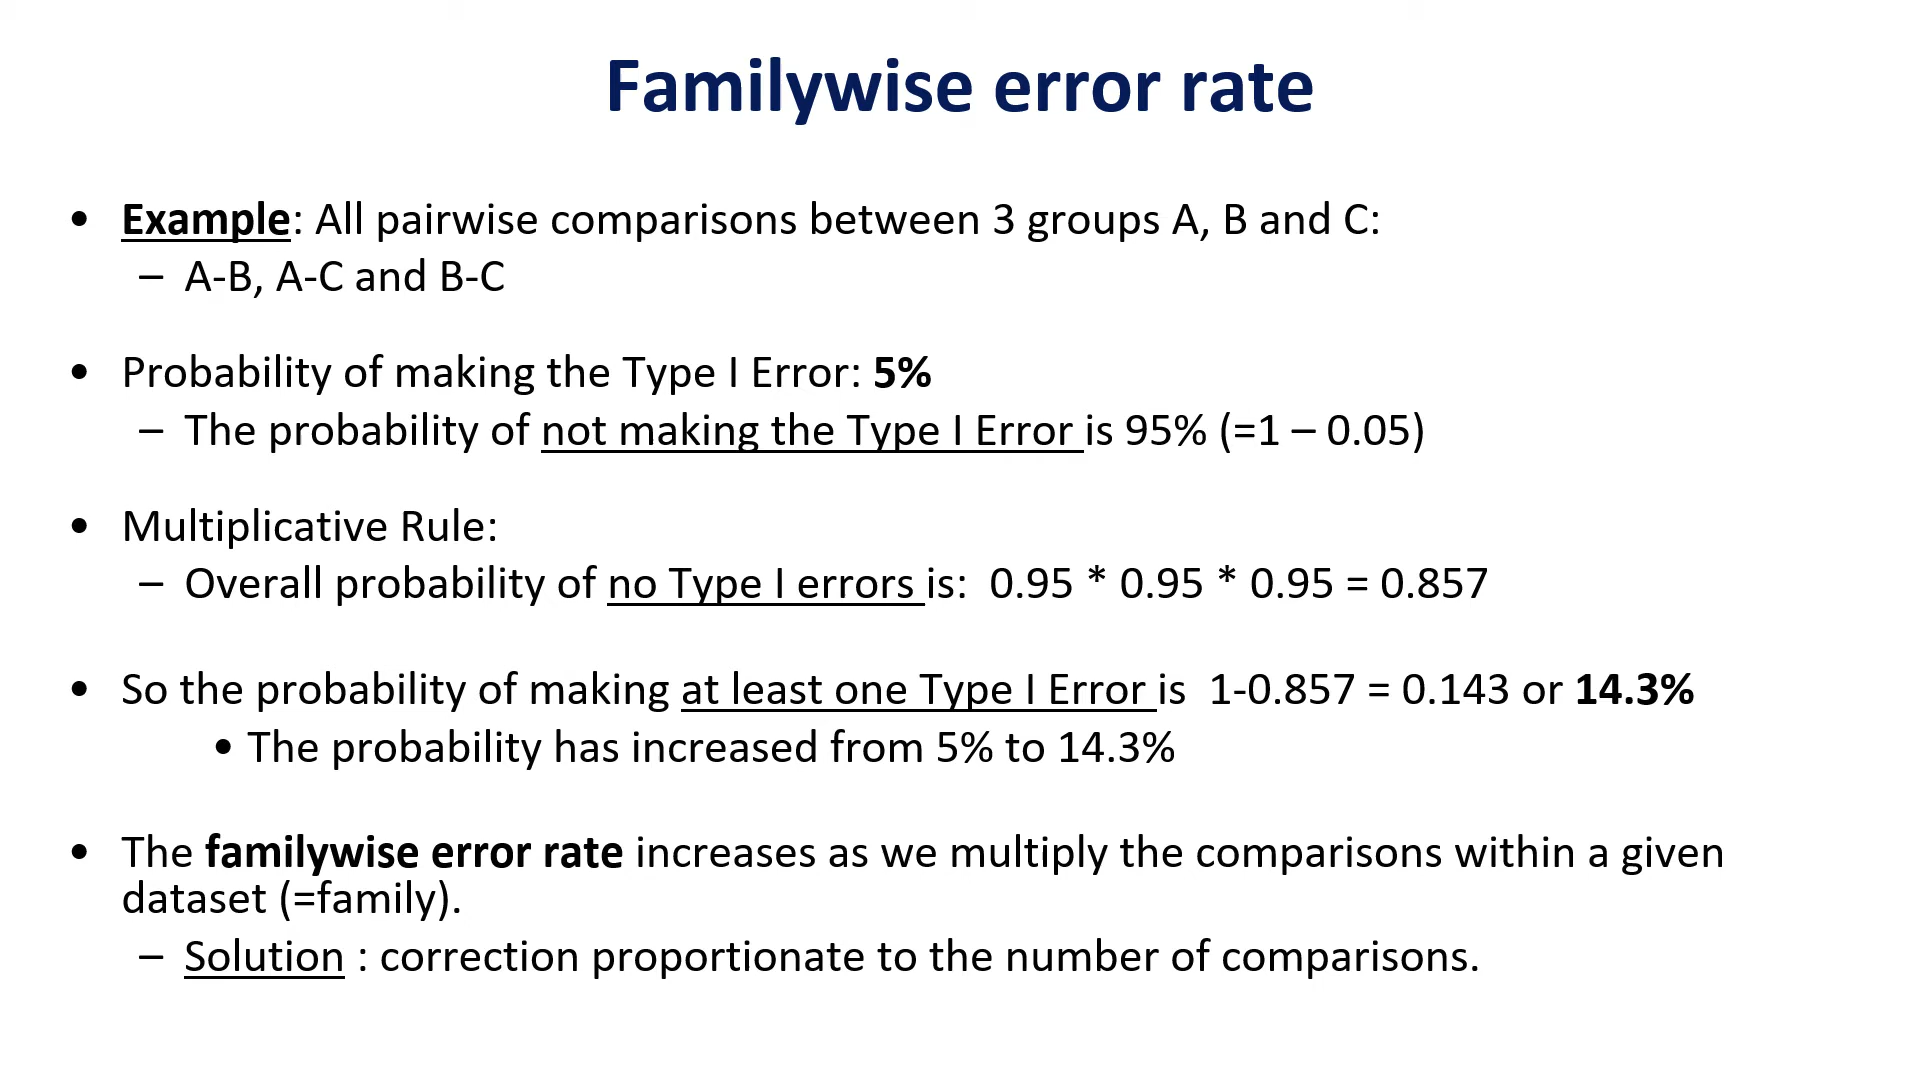 Familywise error rate
• Example: All pairwise comparisons between 3 groups A, B and C:
– A-B, A-C and B-C
• Probability of making the Type I Error: 5%
– The probability of not making the Type I Error is 95% (=1 – 0.05)
• Multiplicative Rule:
– Overall probability of no Type I errors is:  0.95 * 0.95 * 0.95 = 0.857
• So the probability of making at least one Type I Error is  1-0.857 = 0.143 or 14.3%
• The probability has increased from 5% to 14.3%
• The familywise error rate increases as we multiply the comparisons within a given
dataset (=family).
– Solution : correction proportionate to the number of comparisons.